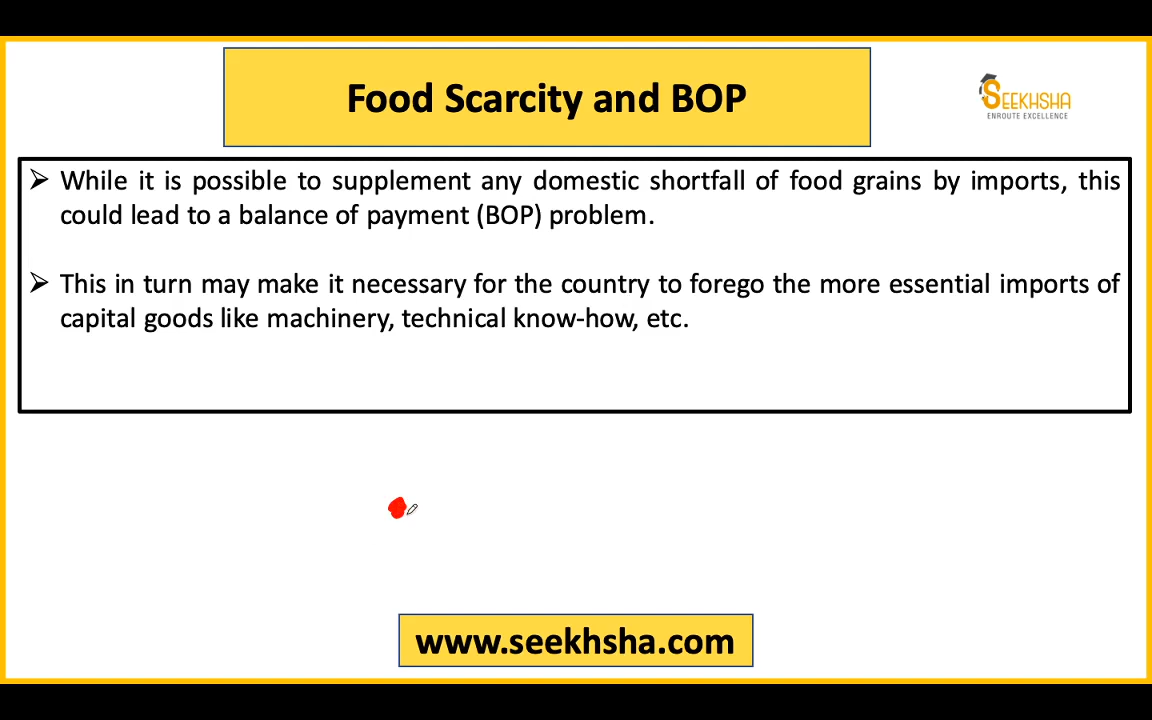 Food Scarcity and BOP
SEEKHSHA
ENROUTE EXCELLENCE
➢ While it is possible to supplement any domestic shortfall of food grains by imports, this
could lead to a balance of payment (BOP) problem.
➢ This in turn may make it necessary for the country to forego the more essential imports of
capital goods like machinery, technical know-how, etc.
www.seekhsha.com